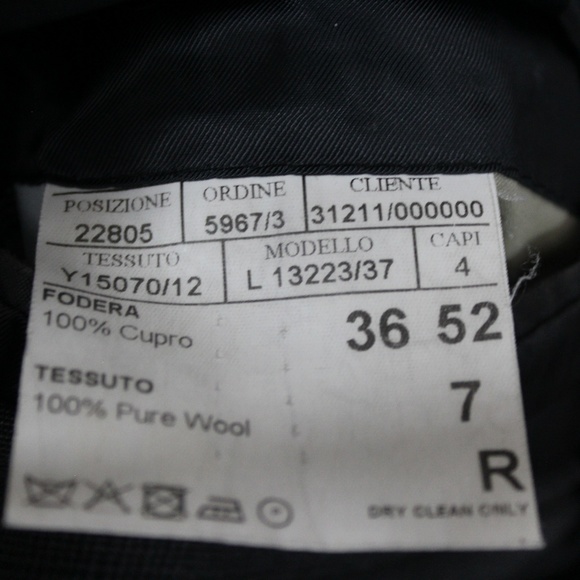 POSIZIONE ORDINE CLIENTE
22805 5967/3 31211/000000
TESSUTO MODELLO CAPI
Y15070/12 L 13223/37 4
FODERA
100% Cupro
36 52
TESSUTO
100% Pure Wool
7
R
DRY CLEAN ONLY